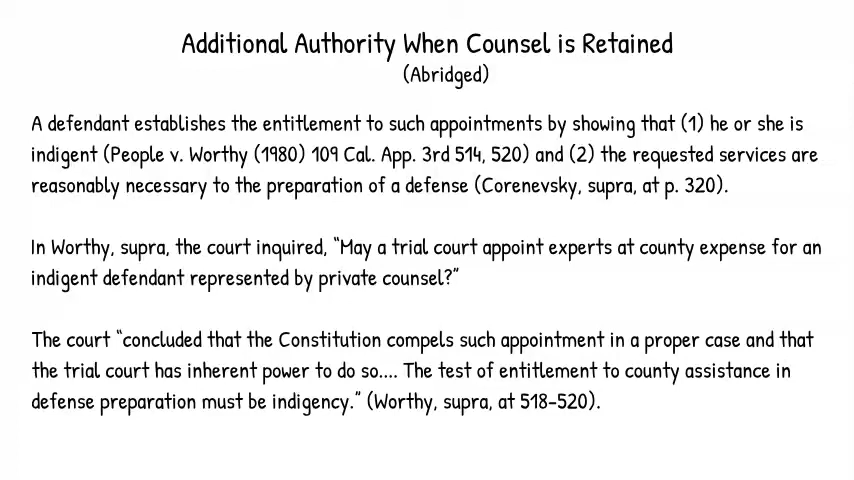 Additional Authority When Counsel is Retained
(Abridged)
A defendant establishes the entitlement to such appointments by showing that (1) he or she is
indigent (People v. Worthy (1980) 109 Cal. App. 3rd 514, 520) and (2) the requested services are
reasonably necessary to the preparation of a defense (Corenevsky, supra, at p. 320).
In Worthy, supra, the court inquired, “May a trial court appoint experts at county expense for an
indigent defendant represented by private counsel?”
The court “concluded that the Constitution compels such appointment in a proper case and that
the trial court has inherent power to do so.... The test of entitlement to county assistance in
defense preparation must be indigency.” (Worthy, supra, at 518-520).